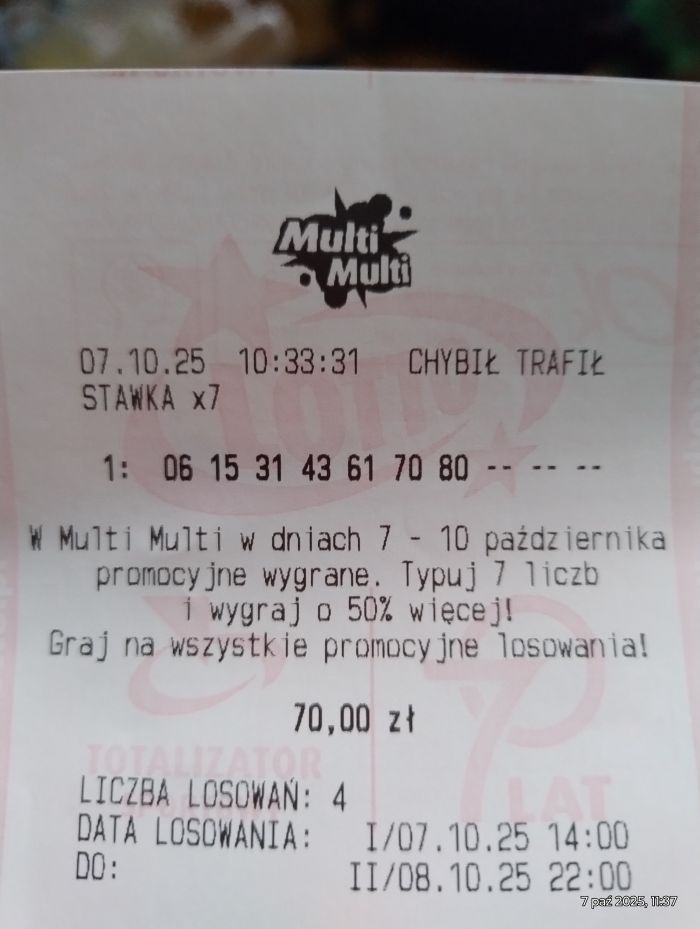 Multi
Multi
07.10.25 10:33:31 CHYBIŁ TRAFIŁ
STAWKA x7
1: 06 15 31 43 61 70 80 -- -- --
W Multi Multi w dniach 7 - 10 października
promocyjne wygrane. Typuj 7 liczb
i wygraj o 50% więcej!
Graj na wszystkie promocyjne losowania!
70,00 zł
TOTALIZATOR
LAT
LICZBA LOSOWAŃ: 4
DATA LOSOWANIA: I/07.10.25 14:00
DO: II/08.10.25 22:00
7 paź 2025, 11:37